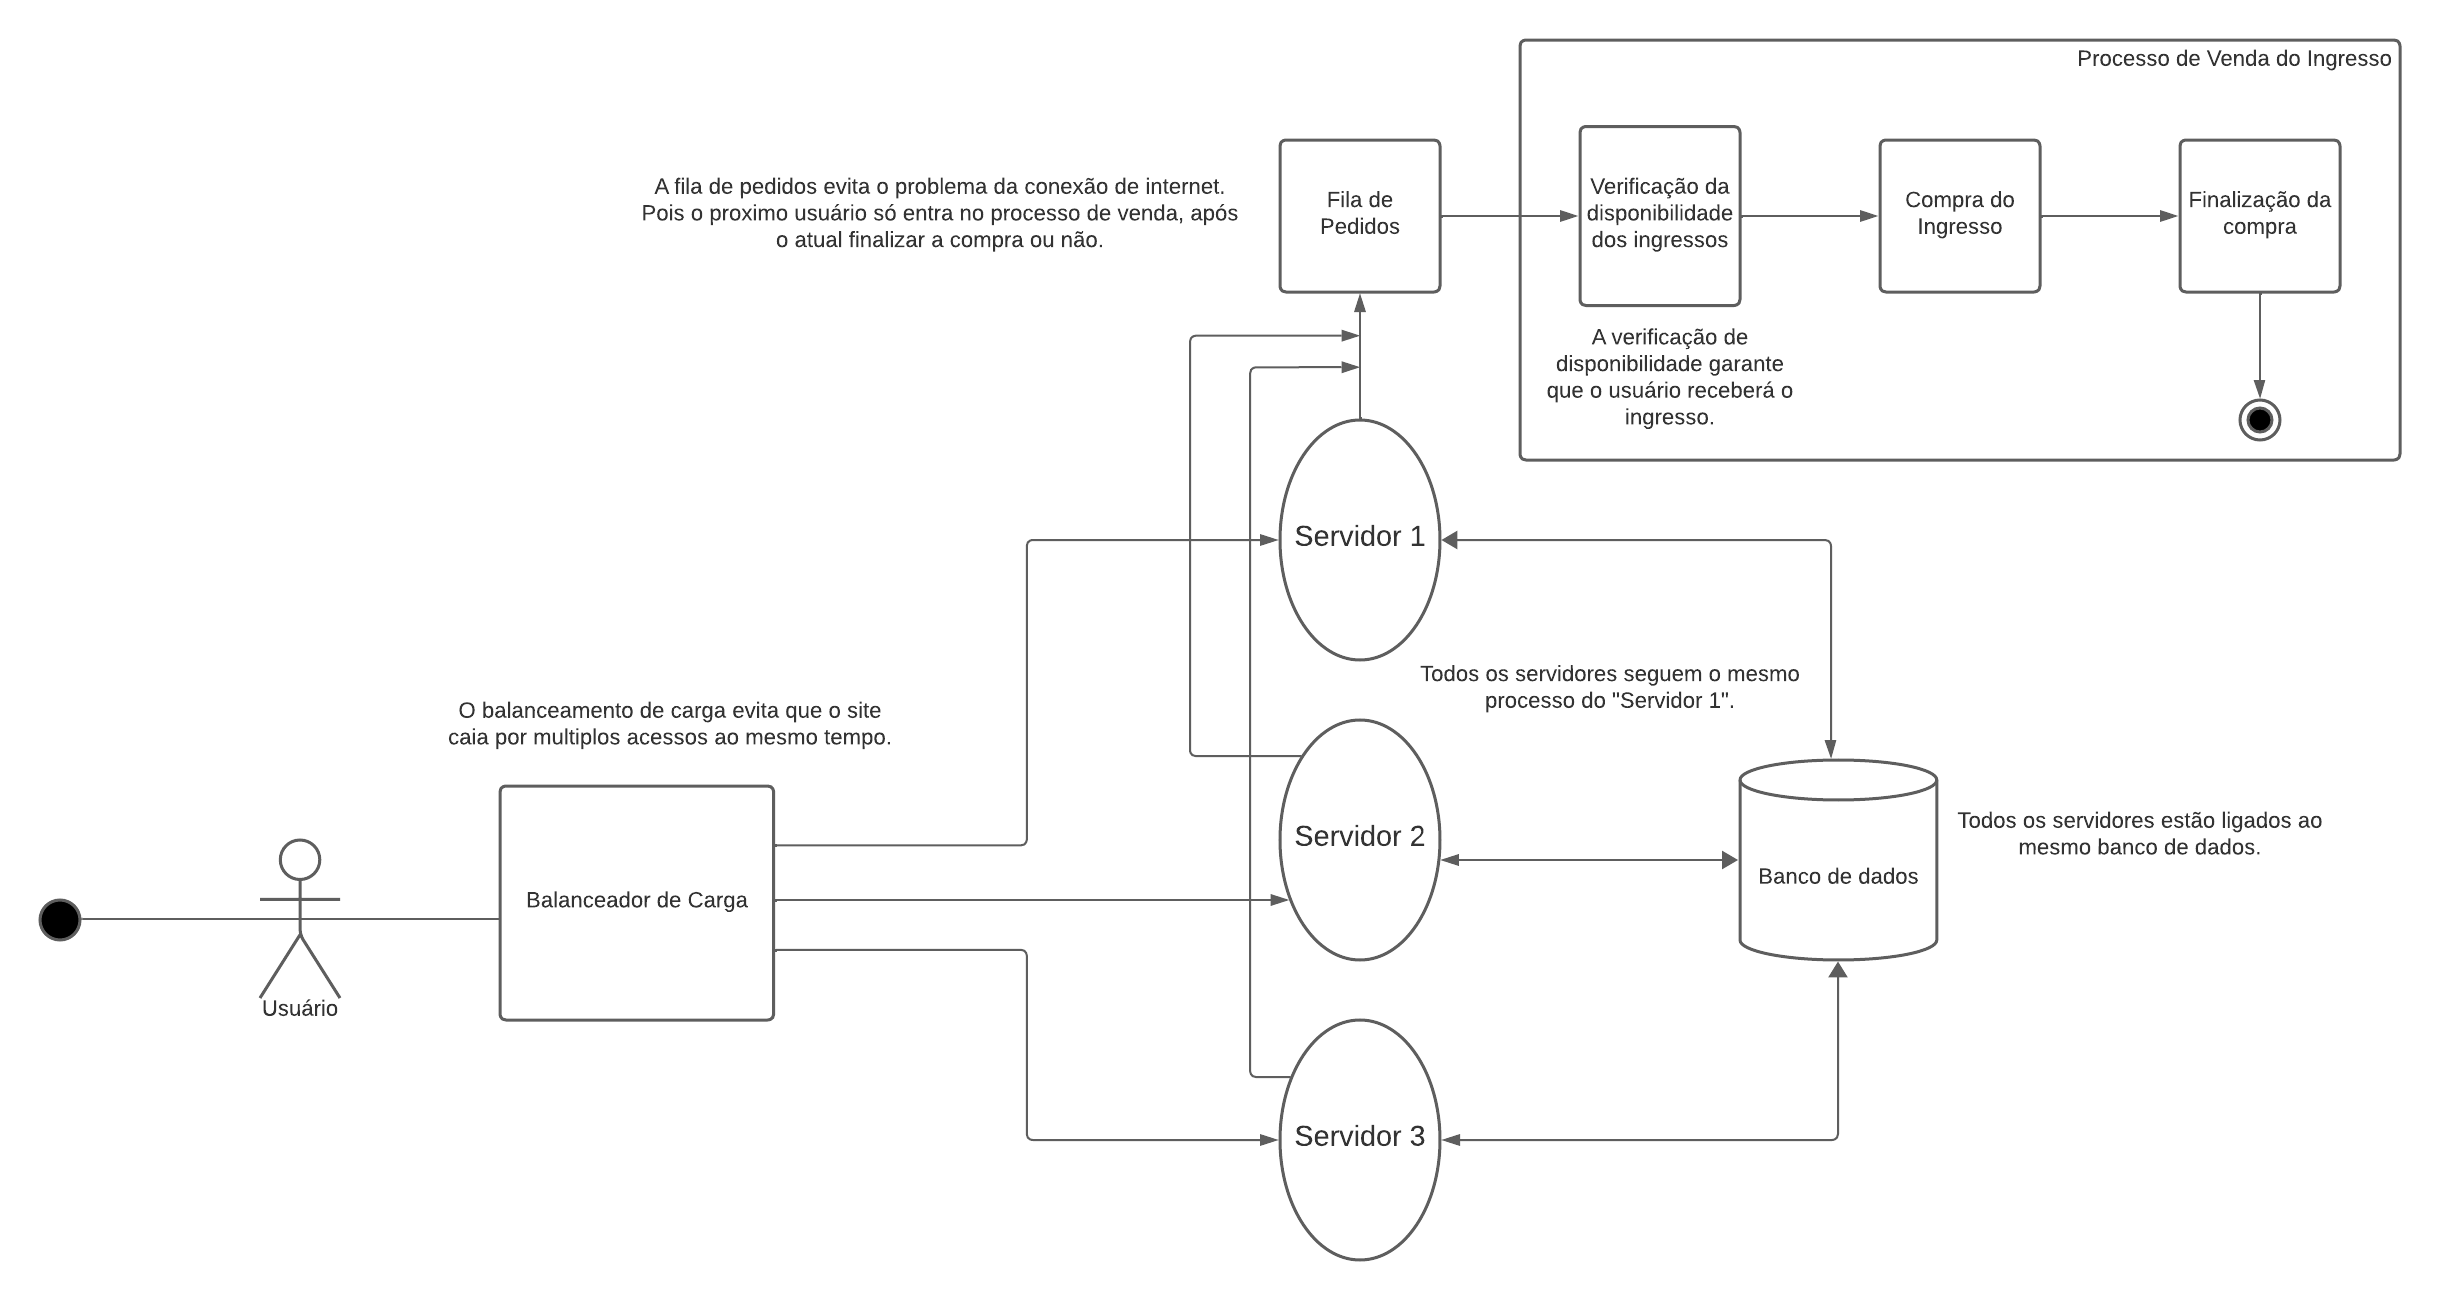 Processo de Venda do Ingresso
A fila de pedidos evita o problema da conexão de internet.
Pois o proximo usuário só entra no processo de venda, após
o atual finalizar a compra ou não.
Fila de
Pedidos
Verificação da
disponibilidade
dos ingressos
Compra do
Ingresso
Finalização da
compra
A verificação de
disponibilidade garante
que o usuário receberá o
ingresso.
Servidor 1
Todos os servidores seguem o mesmo
processo do "Servidor 1".
O balanceamento de carga evita que o site
caia por multiplos acessos ao mesmo tempo.
Servidor 2
Todos os servidores estão ligados ao
mesmo banco de dados.
Banco de dados
Balanceador de Carga
Usuário
Servidor 3